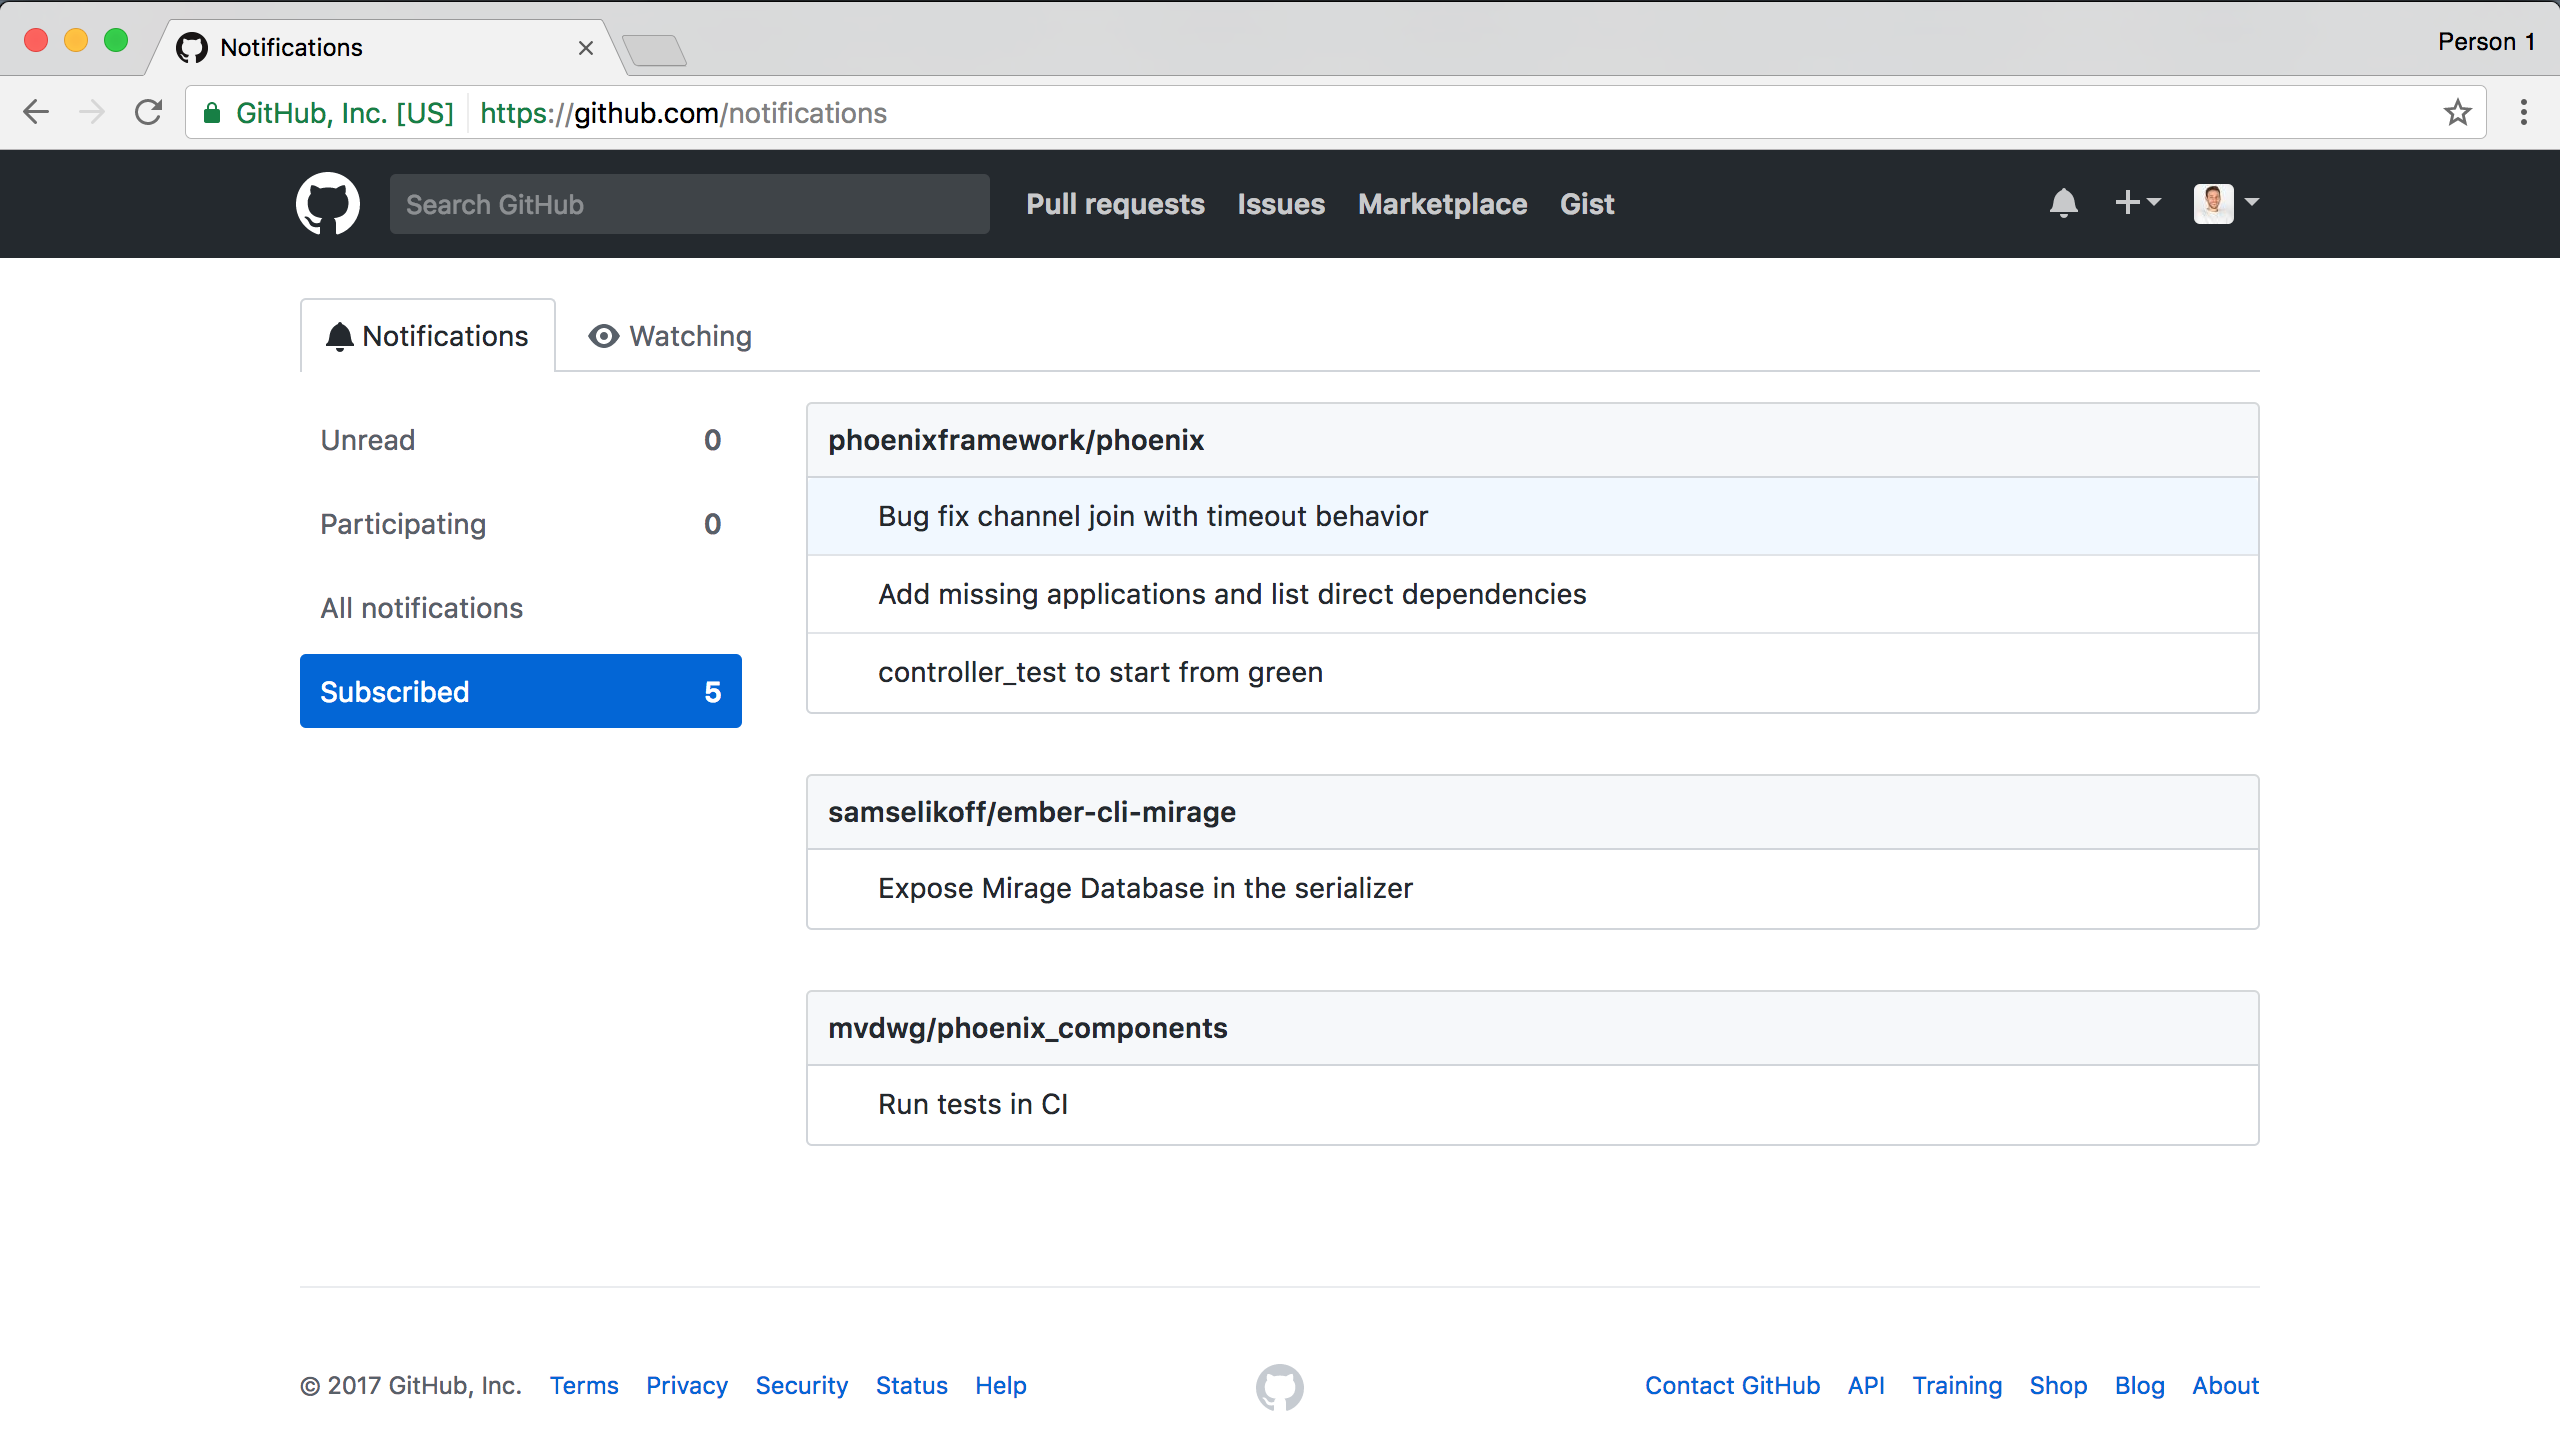 Notifications
Person 1
GitHub, Inc. [US] https://github.com/notifications
Search GitHub Pull requests Issues Marketplace Gist
Notifications Watching
Unread 0
Participating 0
All notifications
Subscribed 5
phoenixframework/phoenix
Bug fix channel join with timeout behavior
Add missing applications and list direct dependencies
controller_test to start from green
samselikoff/ember-cli-mirage
Expose Mirage Database in the serializer
mvdwg/phoenix_components
Run tests in CI
© 2017 GitHub, Inc. Terms Privacy Security Status Help Contact GitHub API Training Shop Blog About